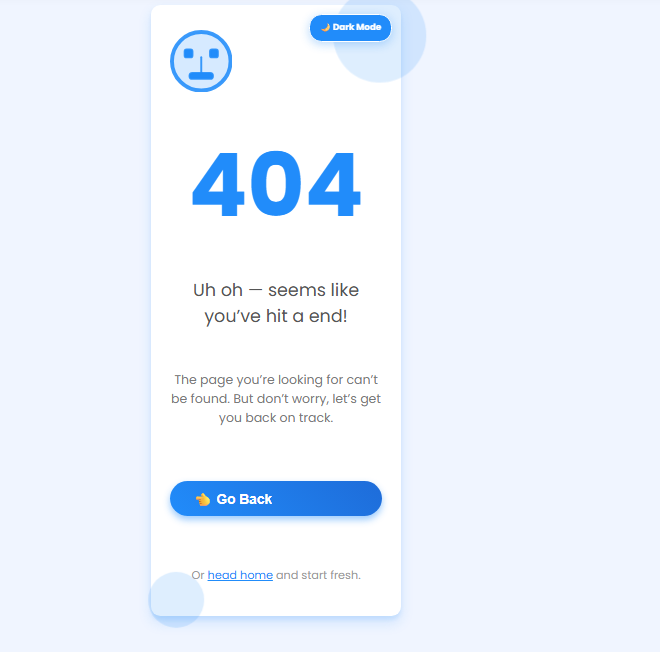 🌙 Dark Mode
404
Uh oh — seems like
you’ve hit a end!
The page you’re looking for can’t
be found. But don’t worry, let’s get
you back on track.
👈 Go Back
Or head home and start fresh.